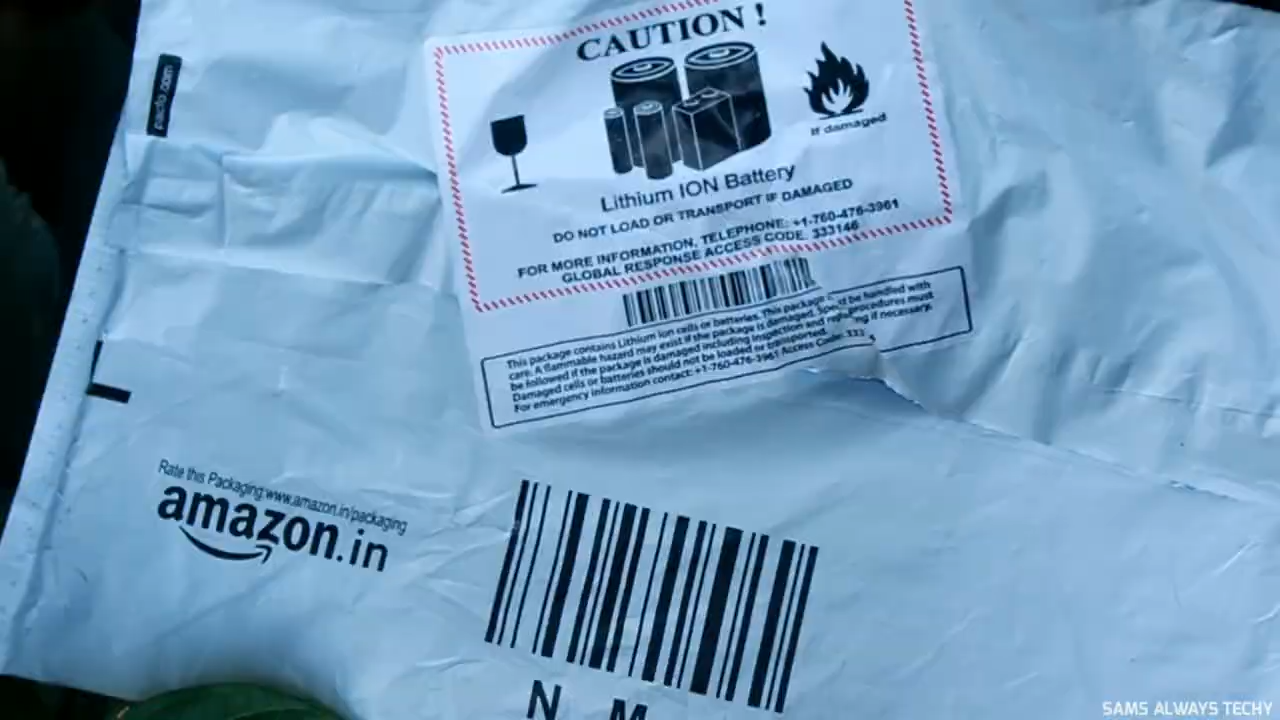 CAUTION !
pacfo.com
If damaged
Lithium ION Battery
DO NOT LOAD OR TRANSPORT IF DAMAGED
FOR MORE INFORMATION, TELEPHONE: +1-760-476-3961
GLOBAL RESPONSE ACCESS CODE. 333146
This package contains Lithium ion cells or batteries. This package be handled with
care. A flammable hazard may exist if the package is damaged. procedures must
be followed if the package is damaged including inspection and if necessary.
Damaged cells or batteries should not be loaded or transported.
For emergency information contact: +1-760-476-3961 Access Code:
Rate this Packaging:www.amazon.in/packaging
amazon.in
N M
SAMS ALWAYS TECHY